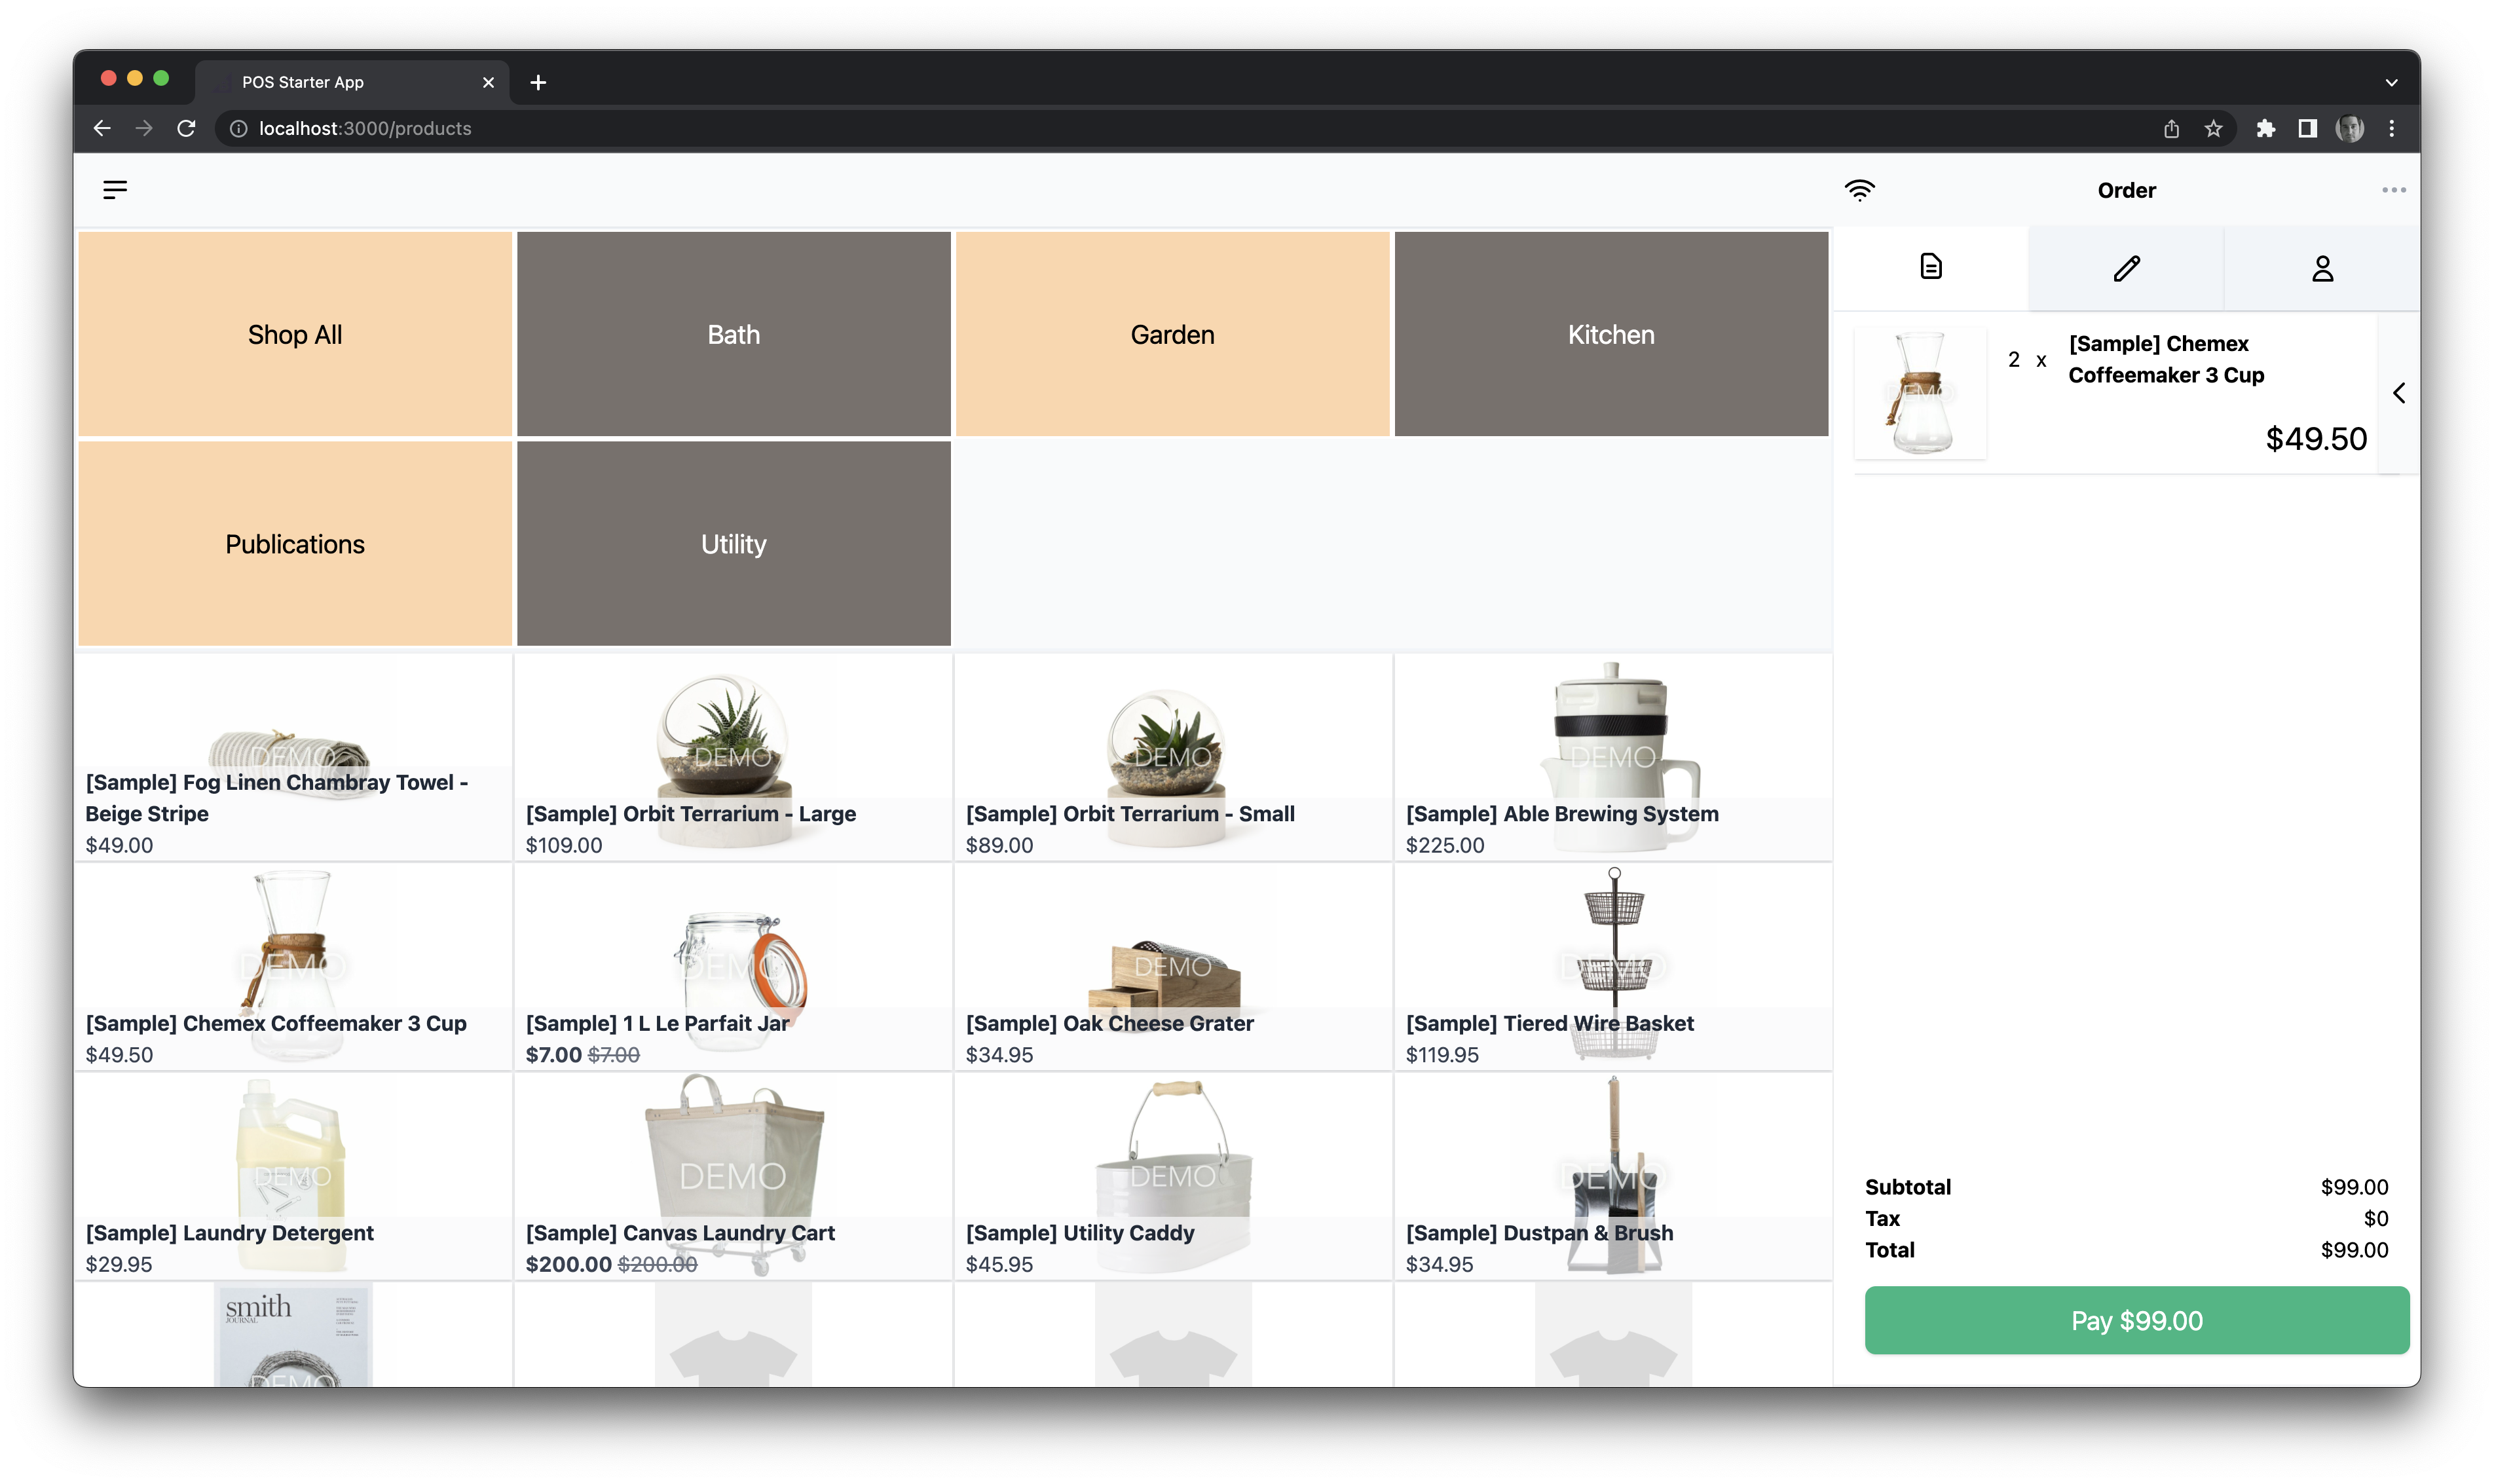 POS Starter App
localhost:3000/products
Order
Shop All
Bath
Garden
Kitchen
Publications
Utility
2 x
[Sample] Chemex
Coffeemaker 3 Cup
$49.50
DEMO
DEMO
DEMO
DEMO
DEMO
[Sample] Fog Linen Chambray Towel -
Beige Stripe
$49.00
[Sample] Orbit Terrarium - Large
$109.00
[Sample] Orbit Terrarium - Small
$89.00
[Sample] Able Brewing System
$225.00
DEMO
DEMO
DEMO
DEMO
[Sample] Chemex Coffeemaker 3 Cup
$49.50
[Sample] 1 L Le Parfait Jar
$7.00 $7.00
[Sample] Oak Cheese Grater
$34.95
[Sample] Tiered Wire Basket
$119.95
DEMO
DEMO
DEMO
DEMO
[Sample] Laundry Detergent
$29.95
[Sample] Canvas Laundry Cart
$200.00 $200.00
[Sample] Utility Caddy
$45.95
[Sample] Dustpan & Brush
$34.95
smith
JOURNAL
DEMO
Subtotal $99.00
Tax $0
Total $99.00
Pay $99.00